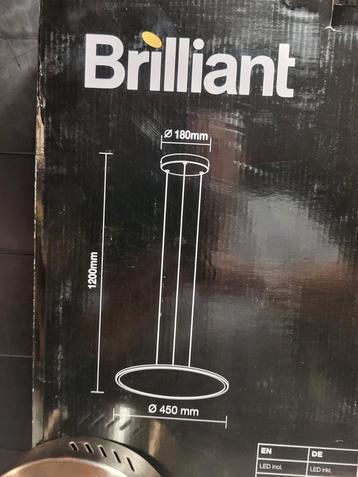 Brilliant
Ø 180mm
1200mm
Ø 450 mm
EN DE
LED incl. LED inkl.